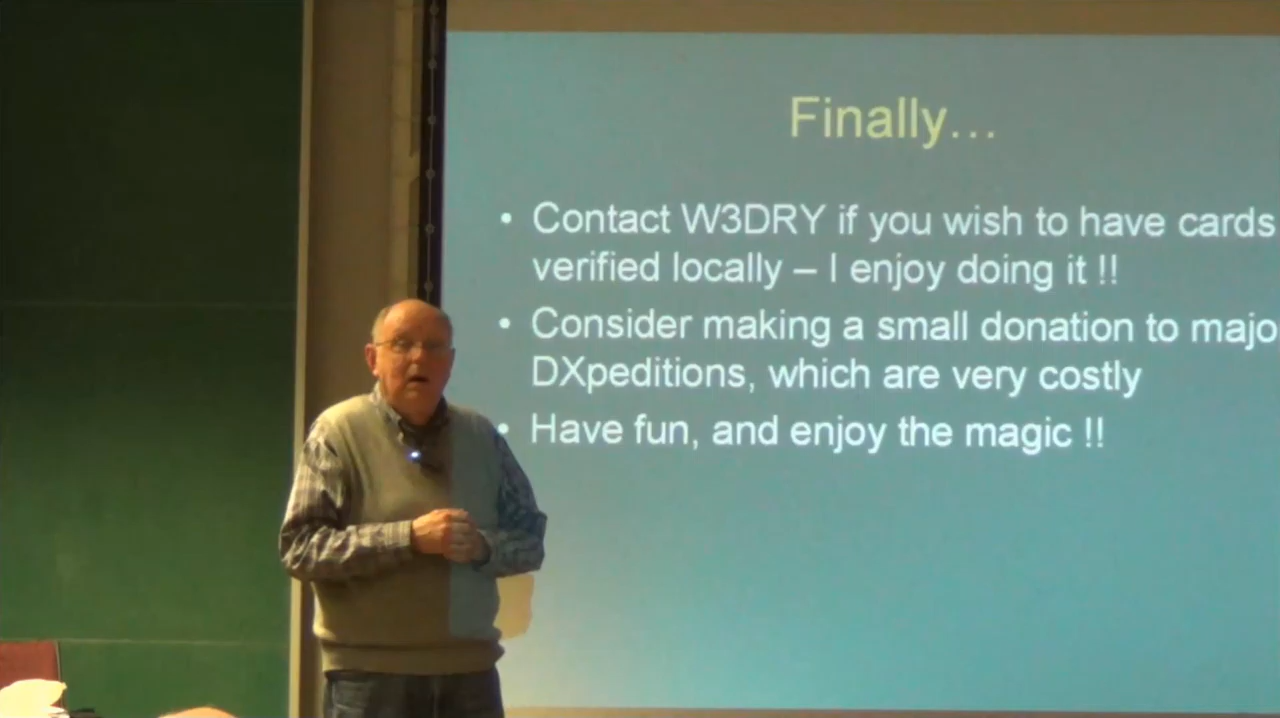 Finally…
• Contact W3DRY if you wish to have cards
verified locally – I enjoy doing it !!
• Consider making a small donation to majo
DXpeditions, which are very costly
• Have fun, and enjoy the magic !!